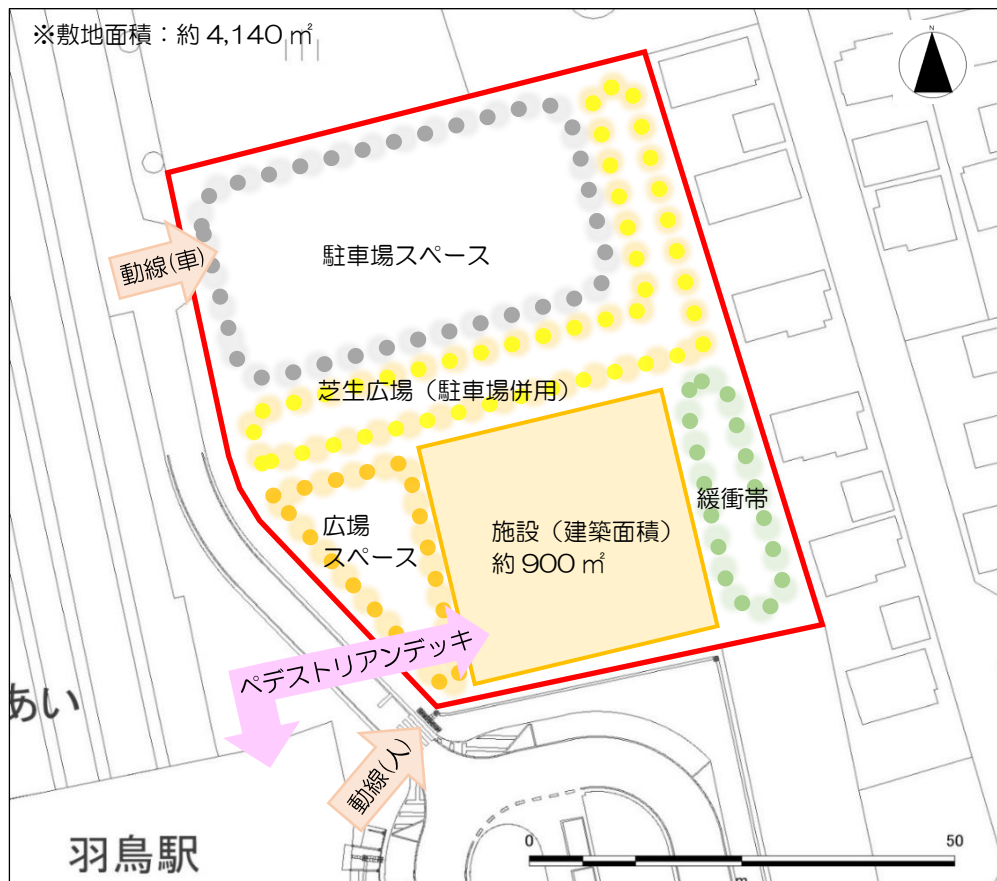 ※敷地面積：約 4,140 ㎡
N
動線(車)
駐車場スペース
芝生広場（駐車場併用）
広場
スペース
施設（建築面積）
約 900 ㎡
緩衝帯
ペデストリアンデッキ
あい
動線(人)
羽鳥駅
0
50
m